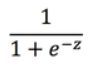 1
1 + e^{-z}